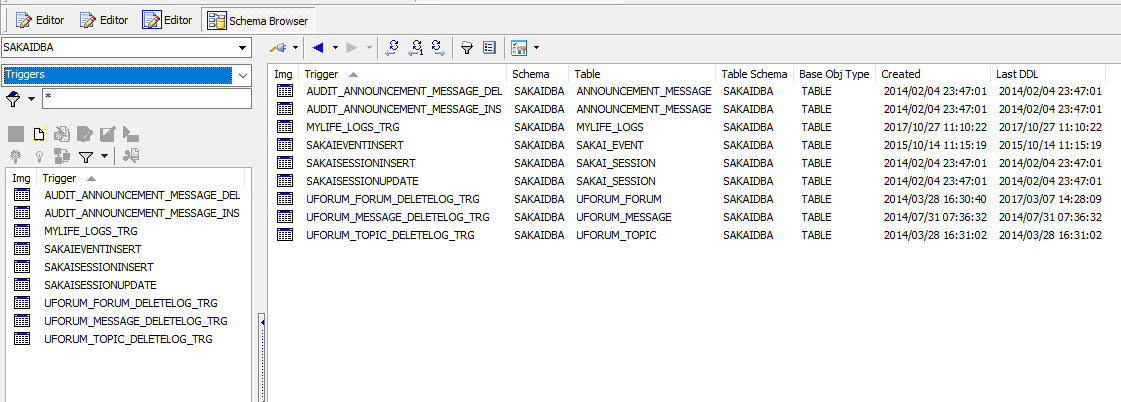 Editor Editor Editor Schema Browser
SAKAIDBA
Triggers
*
Img Trigger
AUDIT_ANNOUNCEMENT_MESSAGE_DEL
AUDIT_ANNOUNCEMENT_MESSAGE_INS
MYLIFE_LOGS_TRG
SAKAIEVENTINSERT
SAKAISESSIONINSERT
SAKAISESSIONUPDATE
UFORUM_FORUM_DELETELOG_TRG
UFORUM_MESSAGE_DELETELOG_TRG
UFORUM_TOPIC_DELETELOG_TRG
Img Trigger Schema Table Table Schema Base Obj Type Created Last DDL
AUDIT_ANNOUNCEMENT_MESSAGE_DEL SAKAIDBA ANNOUNCEMENT_MESSAGE SAKAIDBA TABLE 2014/02/04 23:47:01 2014/02/04 23:47:01
AUDIT_ANNOUNCEMENT_MESSAGE_INS SAKAIDBA ANNOUNCEMENT_MESSAGE SAKAIDBA TABLE 2014/02/04 23:47:01 2014/02/04 23:47:01
MYLIFE_LOGS_TRG SAKAIDBA MYLIFE_LOGS SAKAIDBA TABLE 2017/10/27 11:10:22 2017/10/27 11:10:22
SAKAIEVENTINSERT SAKAIDBA SAKAI_EVENT SAKAIDBA TABLE 2015/10/14 11:15:19 2015/10/14 11:15:19
SAKAISESSIONINSERT SAKAIDBA SAKAI_SESSION SAKAIDBA TABLE 2014/02/04 23:47:01 2014/02/04 23:47:01
SAKAISESSIONUPDATE SAKAIDBA SAKAI_SESSION SAKAIDBA TABLE 2014/02/04 23:47:01 2014/02/04 23:47:01
UFORUM_FORUM_DELETELOG_TRG SAKAIDBA UFORUM_FORUM SAKAIDBA TABLE 2014/03/28 16:30:40 2017/03/07 14:28:09
UFORUM_MESSAGE_DELETELOG_TRG SAKAIDBA UFORUM_MESSAGE SAKAIDBA TABLE 2014/07/31 07:36:32 2014/07/31 07:36:32
UFORUM_TOPIC_DELETELOG_TRG SAKAIDBA UFORUM_TOPIC SAKAIDBA TABLE 2014/03/28 16:31:02 2014/03/28 16:31:02